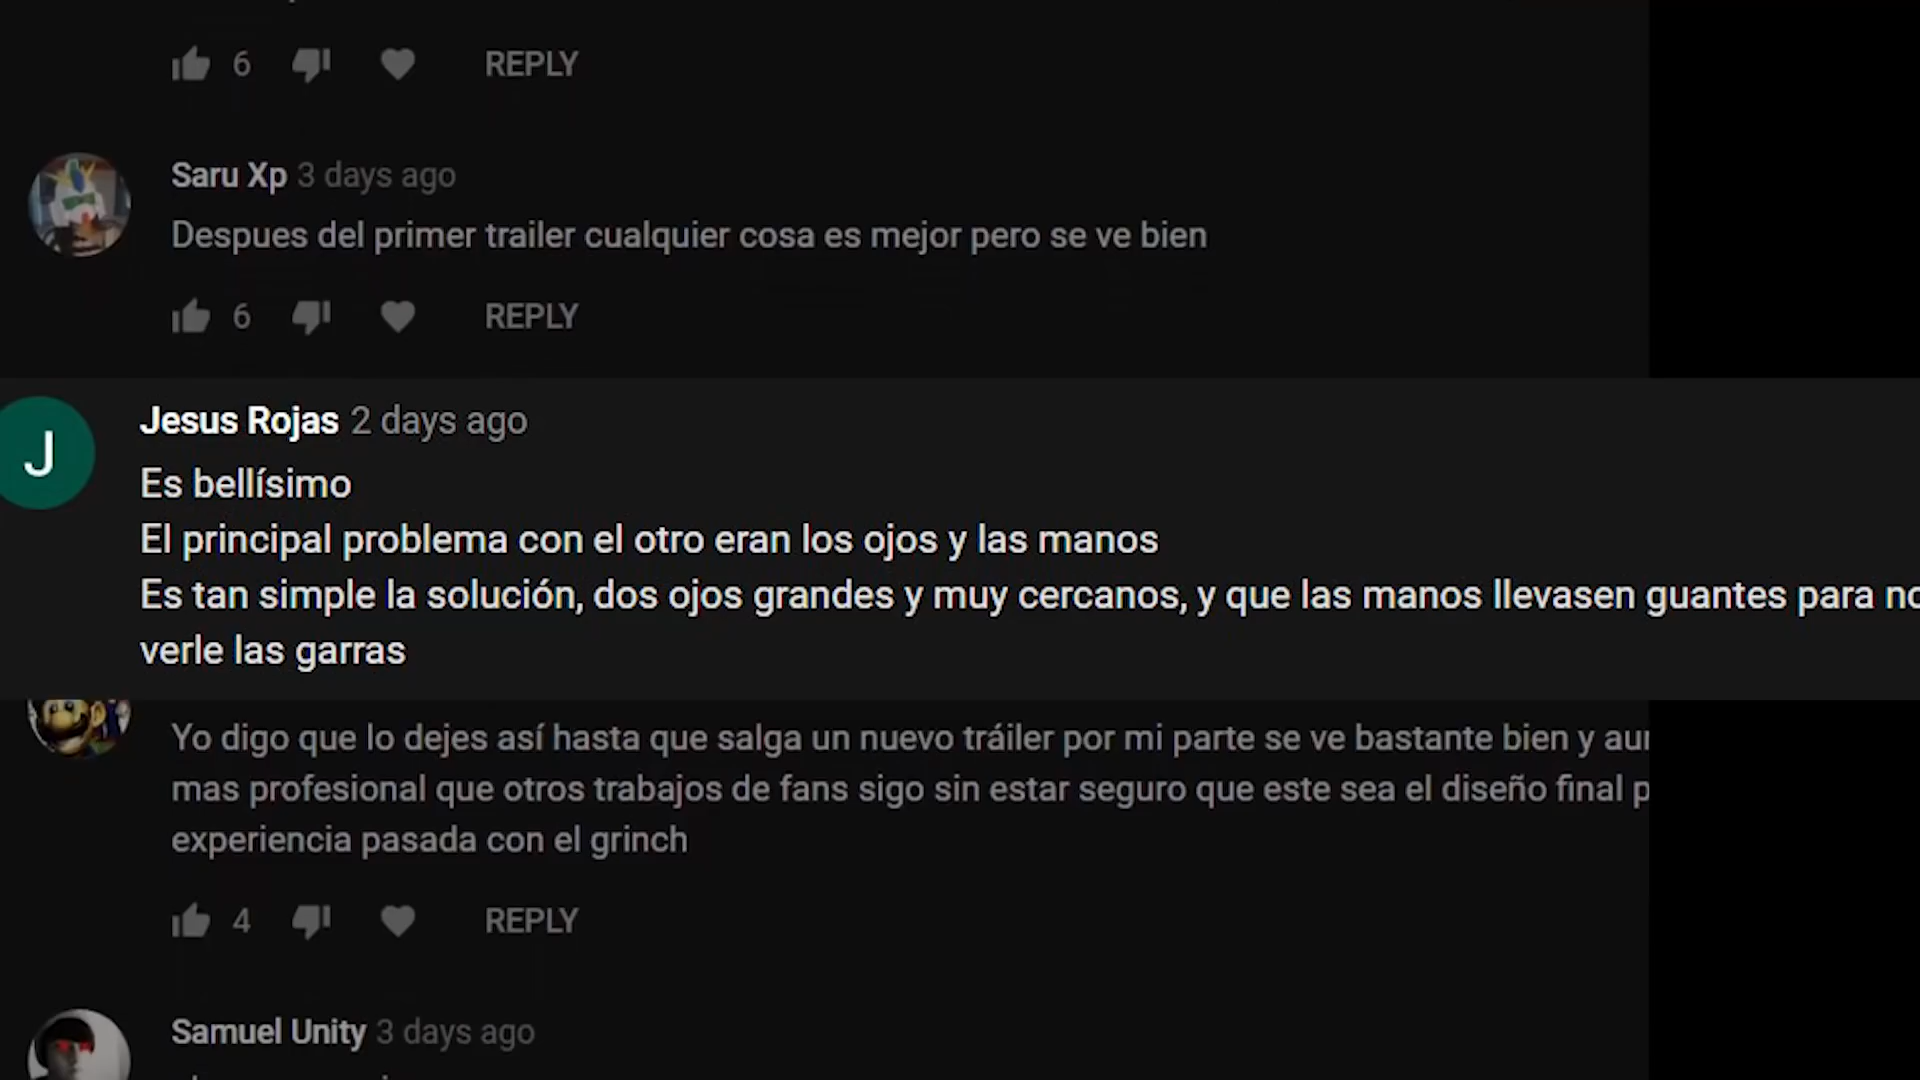 6 REPLY
Saru Xp 3 days ago
Despues del primer trailer cualquier cosa es mejor pero se ve bien
6 REPLY
J
Jesus Rojas 2 days ago
Es bellísimo
El principal problema con el otro eran los ojos y las manos
Es tan simple la solución, dos ojos grandes y muy cercanos, y que las manos llevasen guantes para no
verle las garras
Yo digo que lo dejes así hasta que salga un nuevo tráiler por mi parte se ve bastante bien y
mas profesional que otros trabajos de fans sigo sin estar seguro que este sea el diseño final
experiencia pasada con el grinch
4 REPLY
Samuel Unity 3 days ago